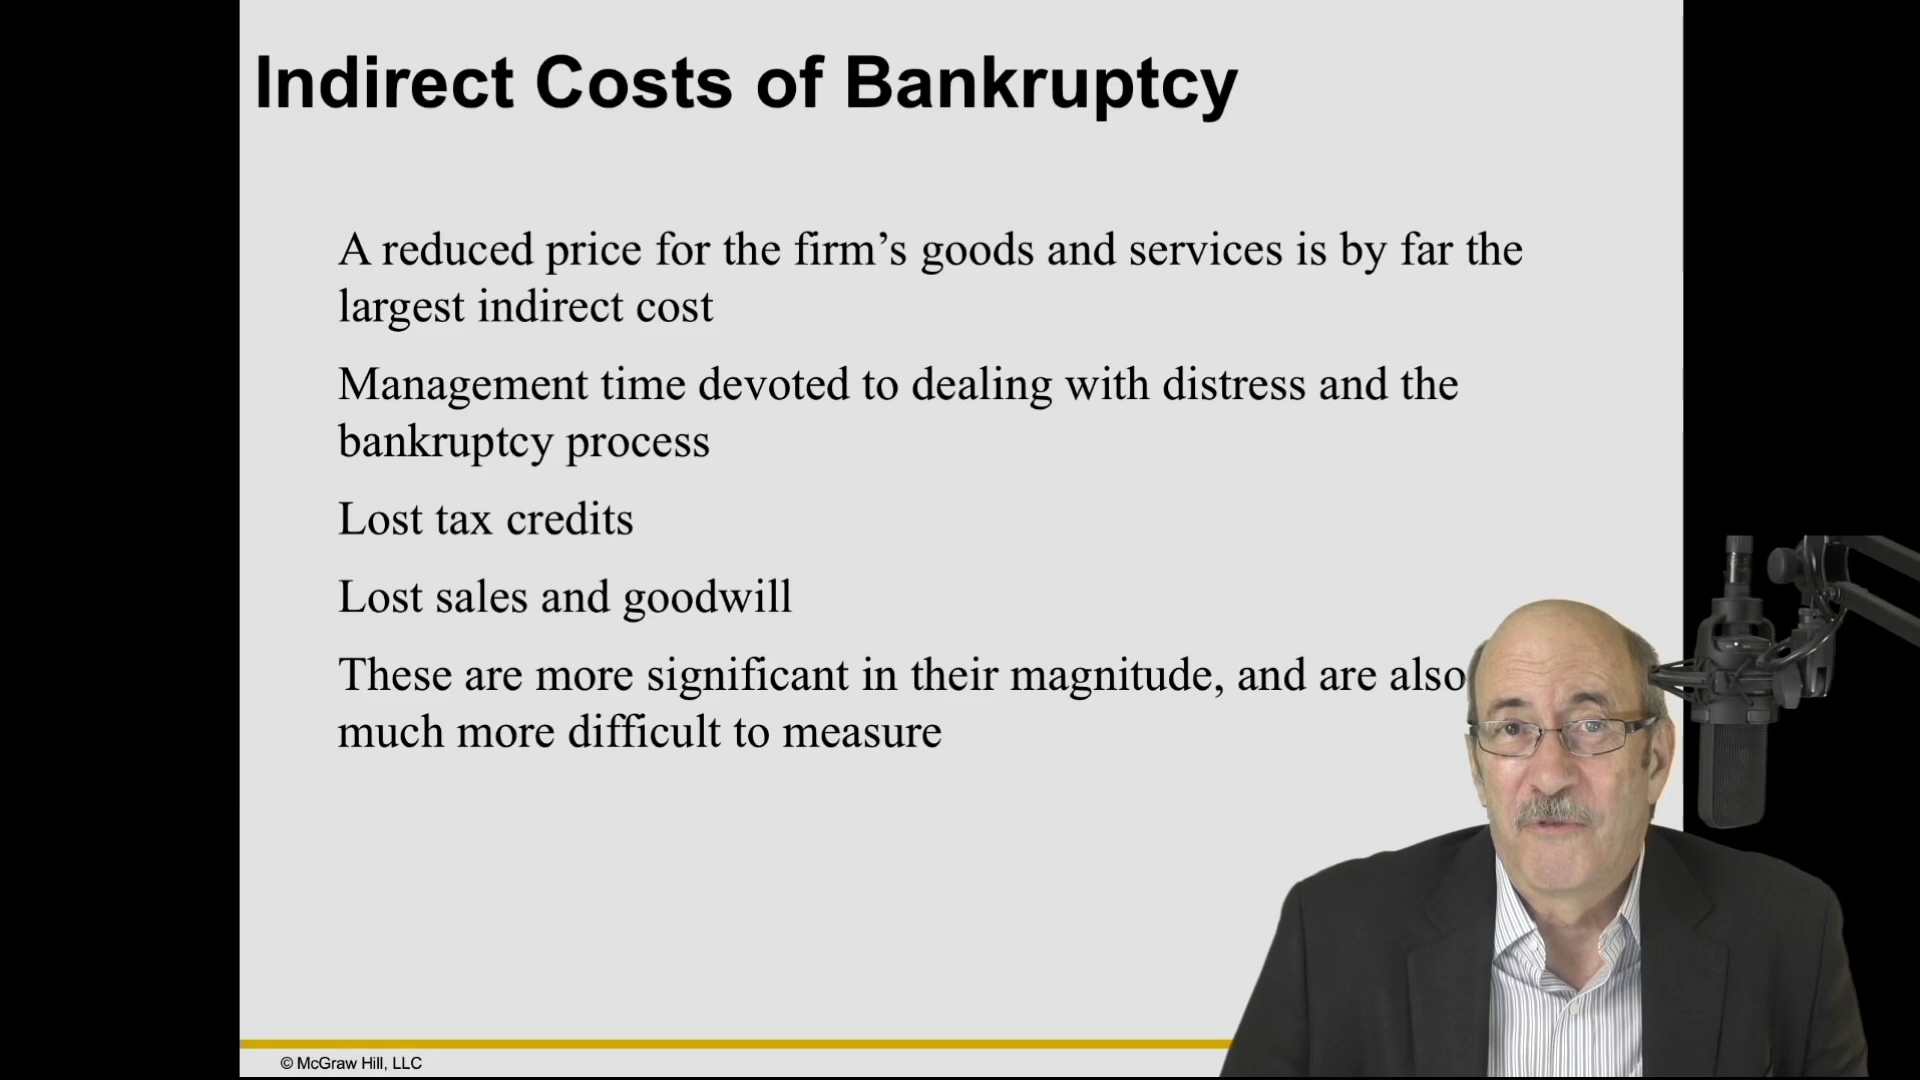 Indirect Costs of Bankruptcy
A reduced price for the firm’s goods and services is by far the
largest indirect cost
Management time devoted to dealing with distress and the
bankruptcy process
Lost tax credits
Lost sales and goodwill
These are more significant in their magnitude, and are also
much more difficult to measure
© McGraw Hill, LLC